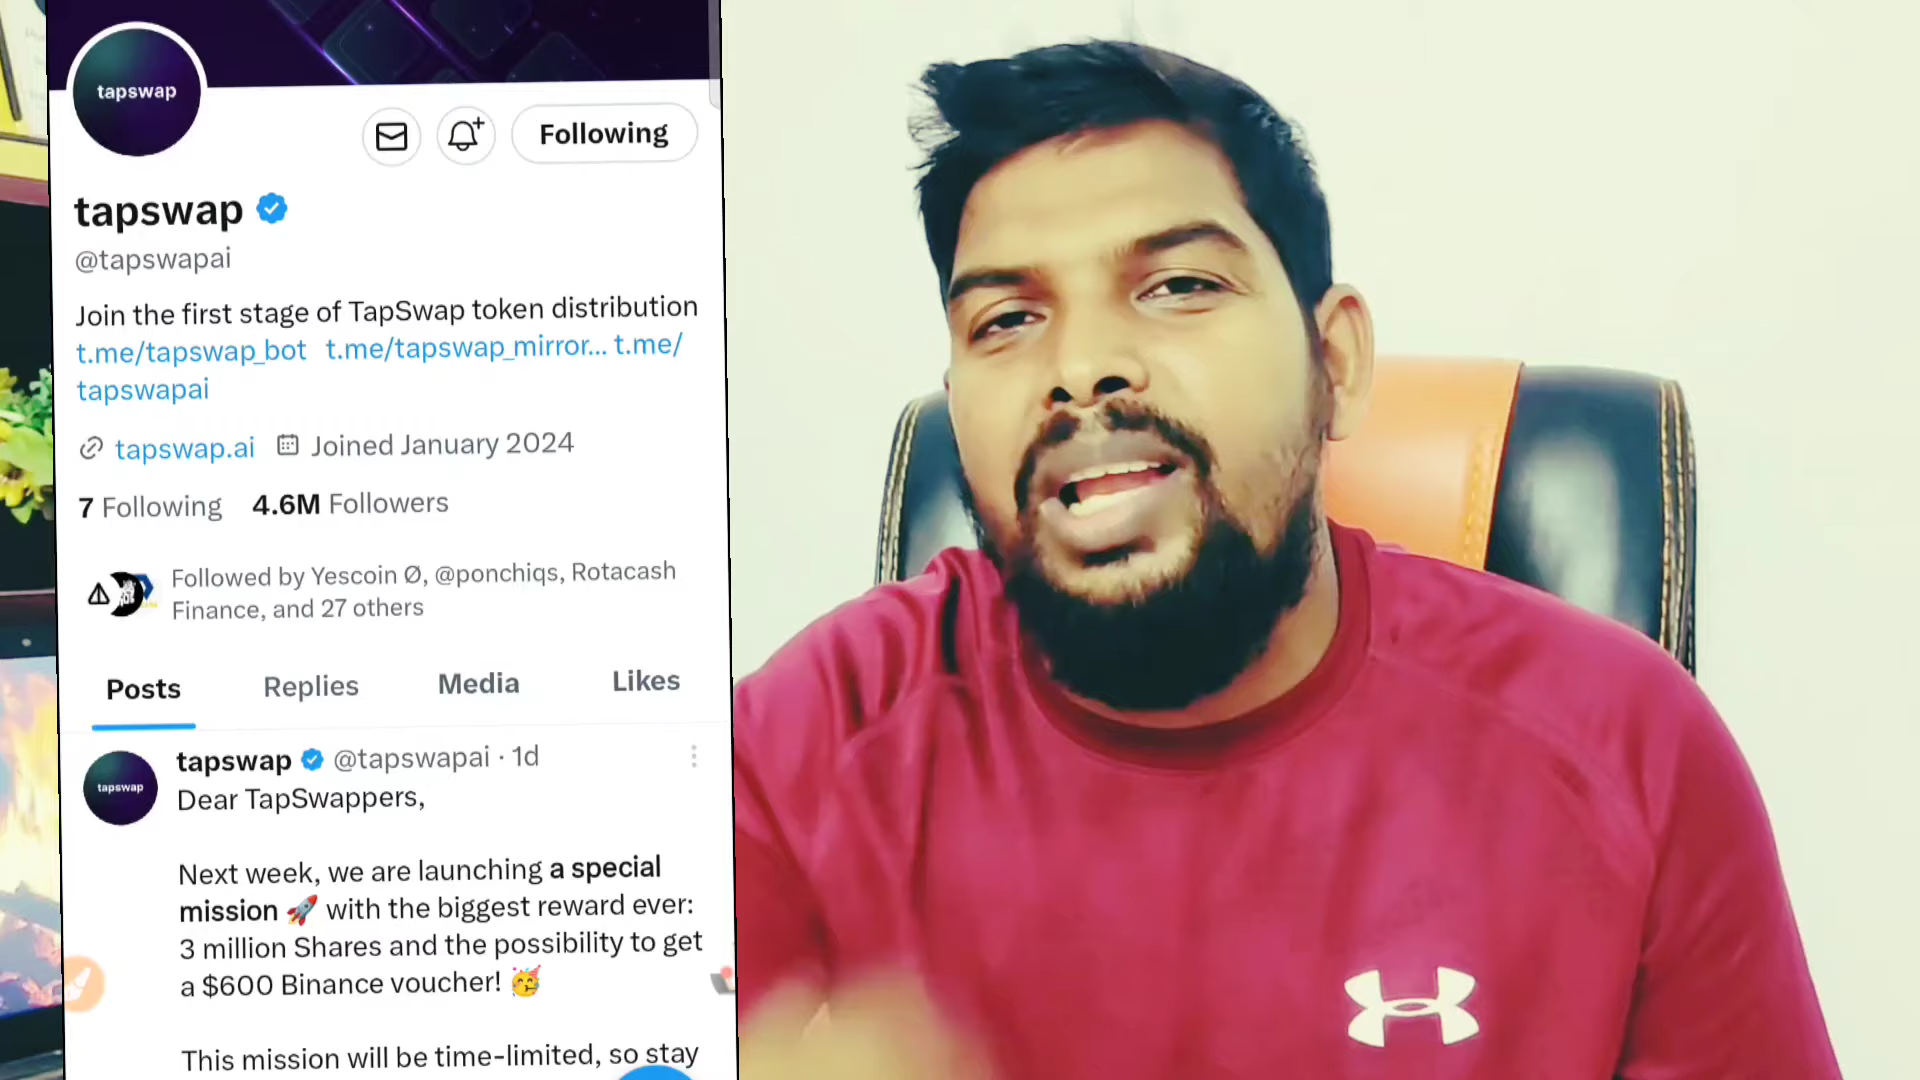 tapswap
Following
tapswap
@tapswapai
Join the first stage of TapSwap token distribution
t.me/tapswap_bot t.me/tapswap_mirror... t.me/
tapswapai
tapswap.ai Joined January 2024
7 Following 4.6M Followers
Followed by Yescoin Ø, @ponchiqs, Rotacash
Finance, and 27 others
Posts Replies Media Likes
tapswap @tapswapai · 1d
tapswap
Dear TapSwappers,
Next week, we are launching a special
mission 🚀 with the biggest reward ever:
3 million Shares and the possibility to get
a $600 Binance voucher! 🥳
This mission will be time-limited, so stay